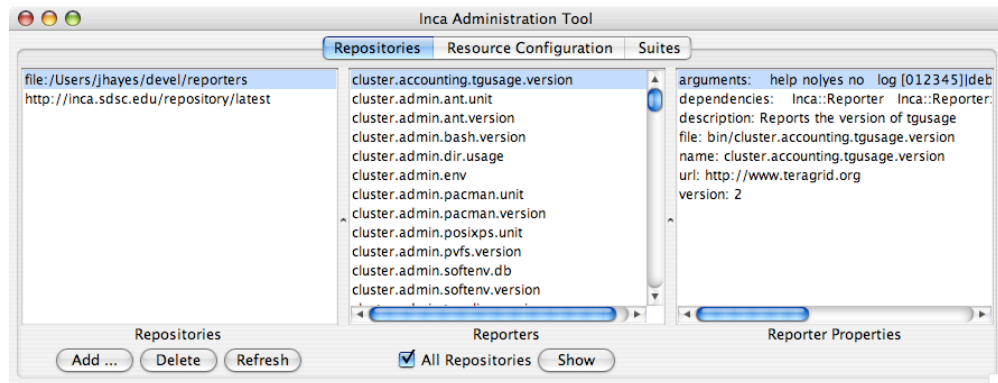 Inca Administration Tool
Repositories Resource Configuration Suites
file:/Users/jhayes/devel/reporters
http://inca.sdsc.edu/repository/latest
cluster.accounting.tgusage.version
cluster.admin.ant.unit
cluster.admin.ant.version
cluster.admin.bash.version
cluster.admin.dir.usage
cluster.admin.env
cluster.admin.pacman.unit
cluster.admin.pacman.version
cluster.admin.posixps.unit
cluster.admin.pvfs.version
cluster.admin.softenv.db
cluster.admin.softenv.version
arguments: help no|yes no log [012345]|deb
dependencies: Inca::Reporter Inca::Reporter:
description: Reports the version of tgusage
file: bin/cluster.accounting.tgusage.version
name: cluster.accounting.tgusage.version
url: http://www.teragrid.org
version: 2
Repositories
Add ... Delete Refresh
Reporters
All Repositories Show
Reporter Properties